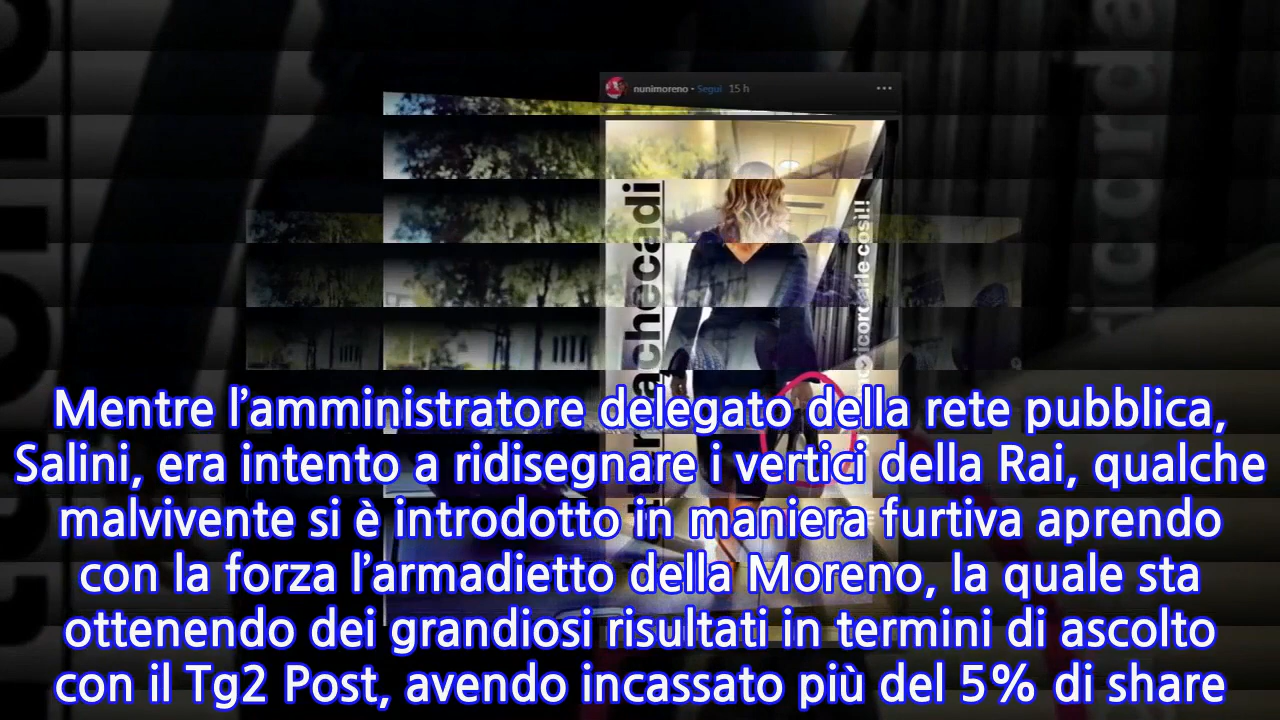 nunimoreno • Segui 15 h
icordarle così!!
Mentre l’amministratore delegato della rete pubblica,
Salini, era intento a ridisegnare i vertici della Rai, qualche
malvivente si è introdotto in maniera furtiva aprendo
con la forza l’armadietto della Moreno, la quale sta
ottenendo dei grandiosi risultati in termini di ascolto
con il Tg2 Post, avendo incassato più del 5% di share